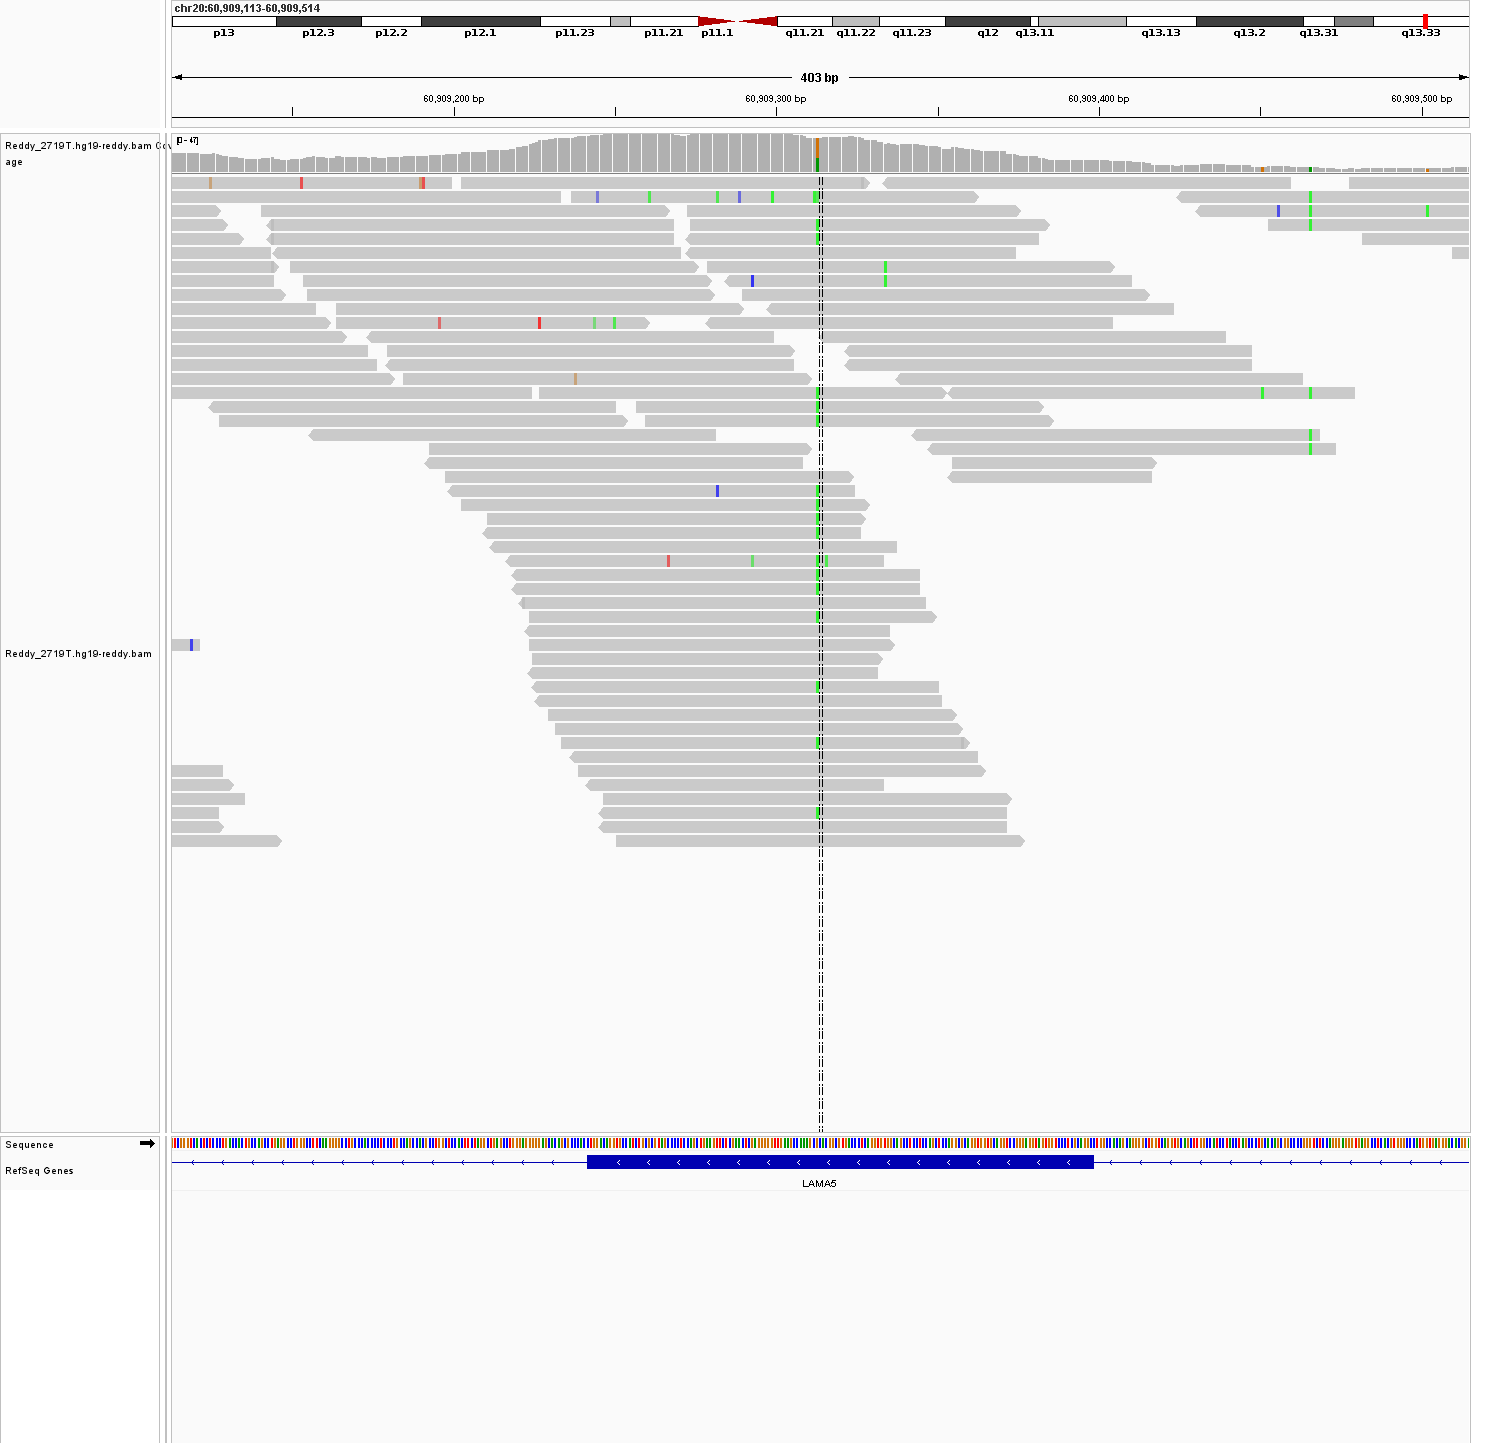 chr20:60,909,113-60,909,514
p13 p12.3 p12.2 p12.1 p11.23 p11.21 p11.1 q11.21 q11.22 q11.23 q12 q13.11 q13.13 q13.2 q13.31 q13.33
403 bp
60,909,200 bp 60,909,300 bp 60,909,400 bp 60,909,500 bp
Reddy_2719T.hg19-reddy.bam Cov
age
[0 - 47]
Reddy_2719T.hg19-reddy.bam
Sequence
RefSeq Genes
LAMA5